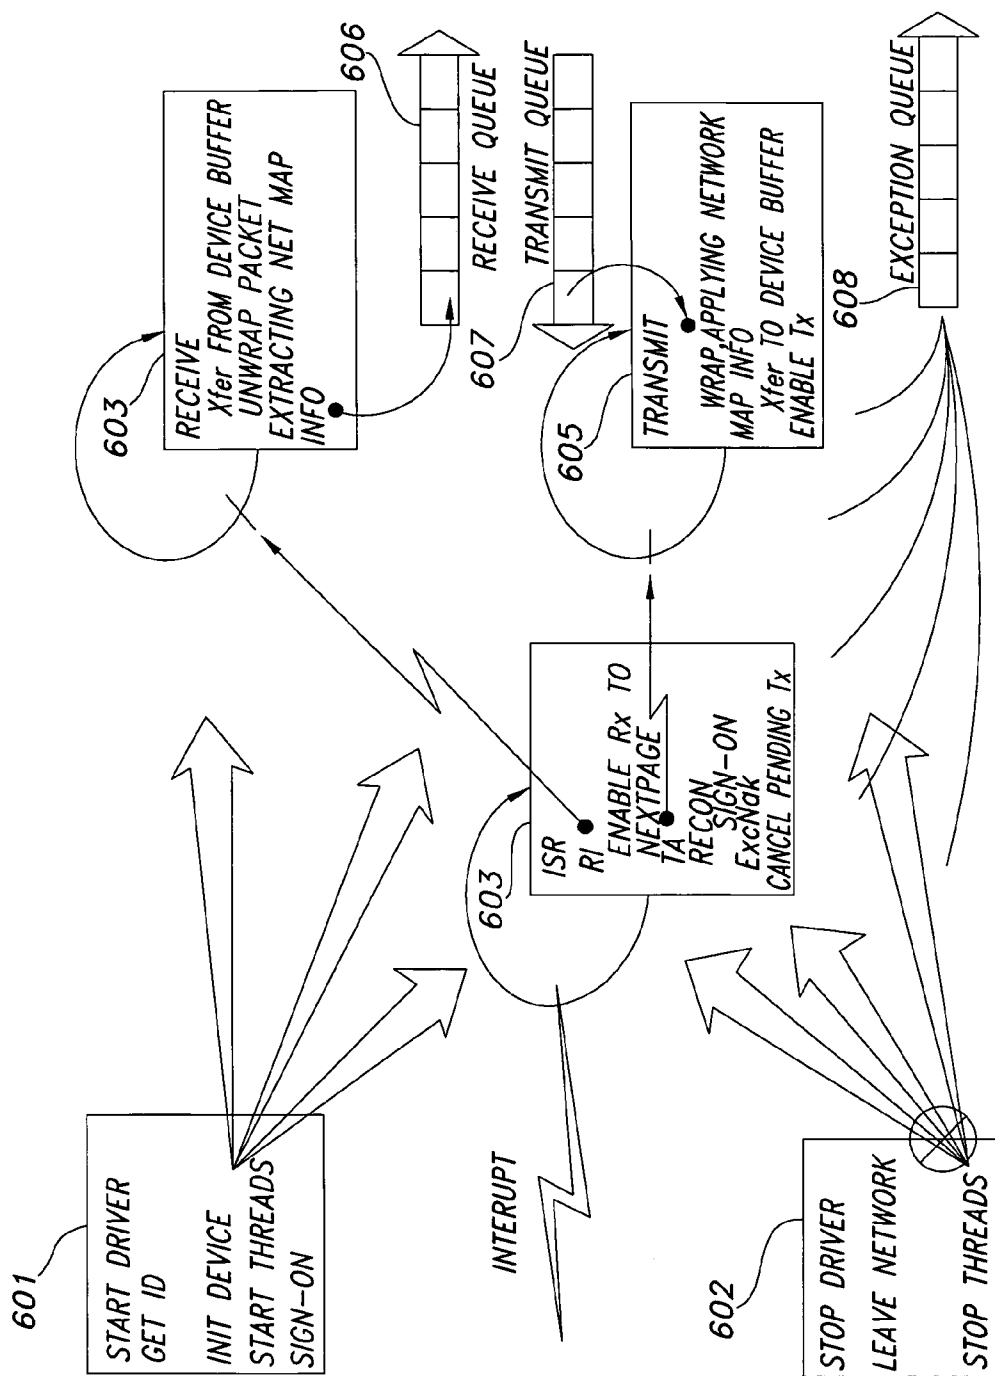 601
START DRIVER
GET ID
INIT DEVICE
START THREADS
SIGN-ON
INTERUPT
602
STOP DRIVER
LEAVE NETWORK
STOP THREADS
603
ISR
RI
ENABLE Rx TO
NEXTPAGE
TA
RECON
SIGN-ON
ExcNak
CANCEL PENDING Tx
603
RECEIVE
Xfer FROM DEVICE BUFFER
UNWRAP PACKET
EXTRACTING NET MAP
INFO
606
RECEIVE QUEUE
TRANSMIT QUEUE
607
605
TRANSMIT
WRAP,APPLYING NETWORK
MAP INFO
Xfer TO DEVICE BUFFER
ENABLE Tx
608
EXCEPTION QUEUE